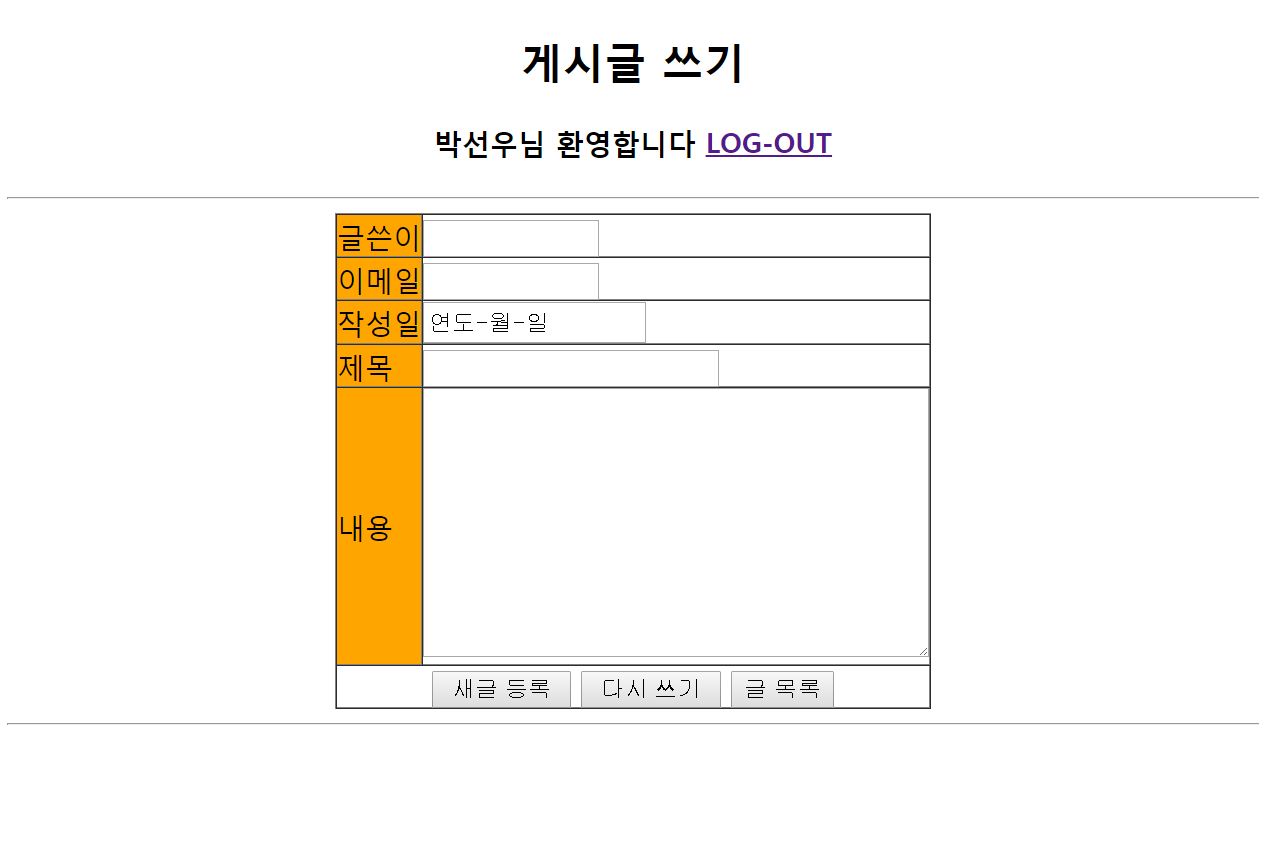 게시글 쓰기
박선우님 환영합니다 LOG-OUT
글쓴이
이메일
작성일 연도-월-일
제목
내용
새글 등록 다시 쓰기 글 목록